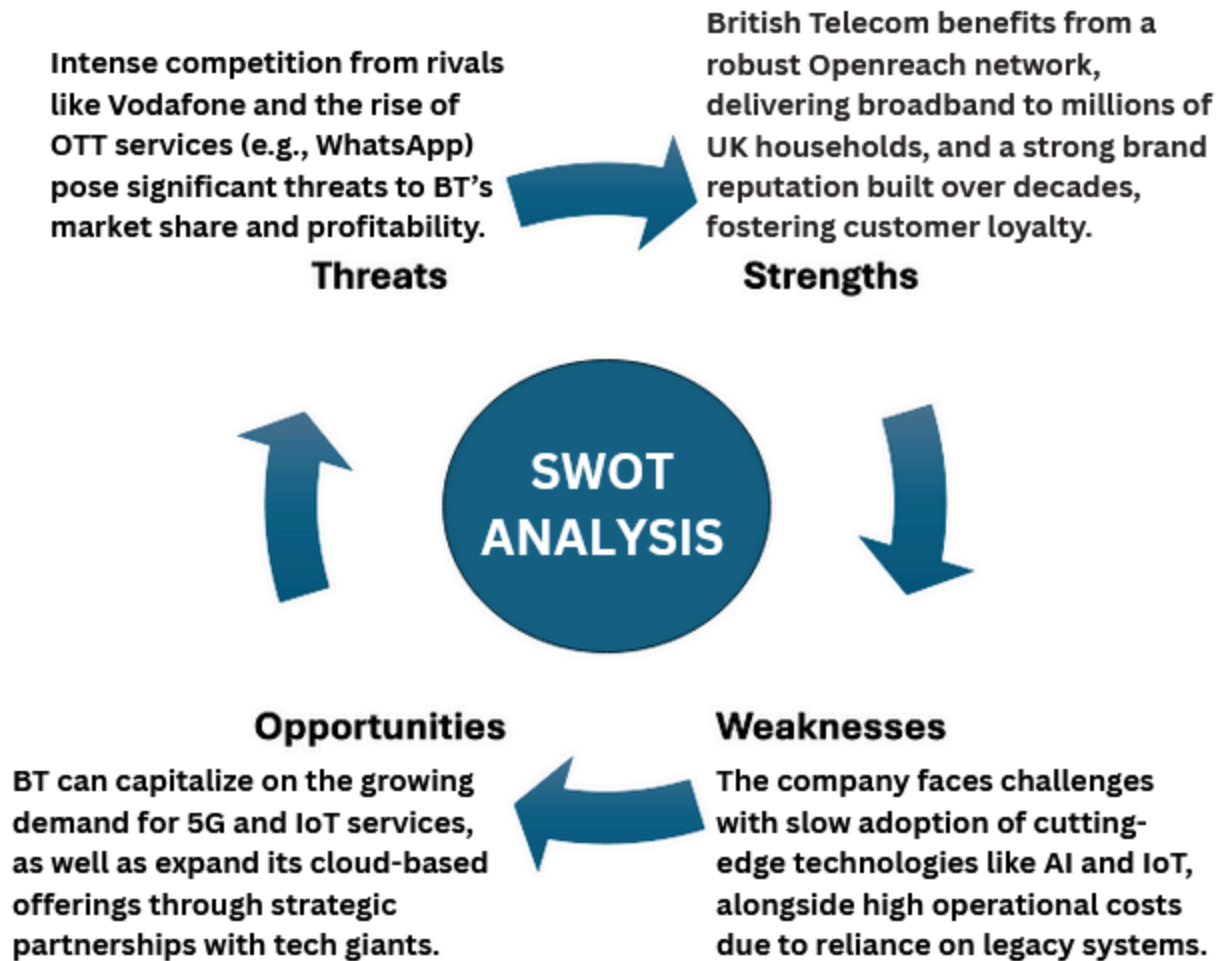 Intense competition from rivals
like Vodafone and the rise of
OTT services (e.g., WhatsApp)
pose significant threats to BT’s
market share and profitability.
Threats
British Telecom benefits from a
robust Openreach network,
delivering broadband to millions of
UK households, and a strong brand
reputation built over decades,
fostering customer loyalty.
Strengths
SWOT
ANALYSIS
Opportunities
BT can capitalize on the growing
demand for 5G and IoT services,
as well as expand its cloud-based
offerings through strategic
partnerships with tech giants.
Weaknesses
The company faces challenges
with slow adoption of cutting-
edge technologies like AI and IoT,
alongside high operational costs
due to reliance on legacy systems.